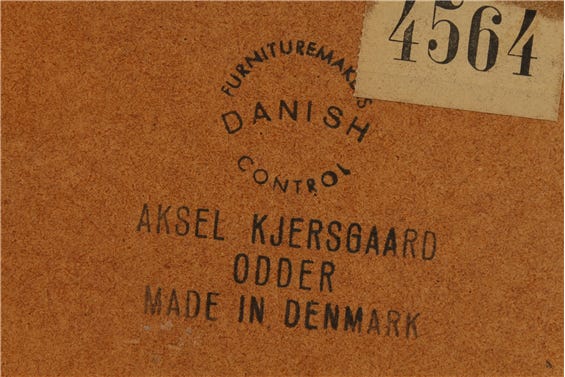 4564
FURNITUREMAKERS
DANISH
CONTROL
AKSEL KJERSGAARD
ODDER
MADE IN DENMARK